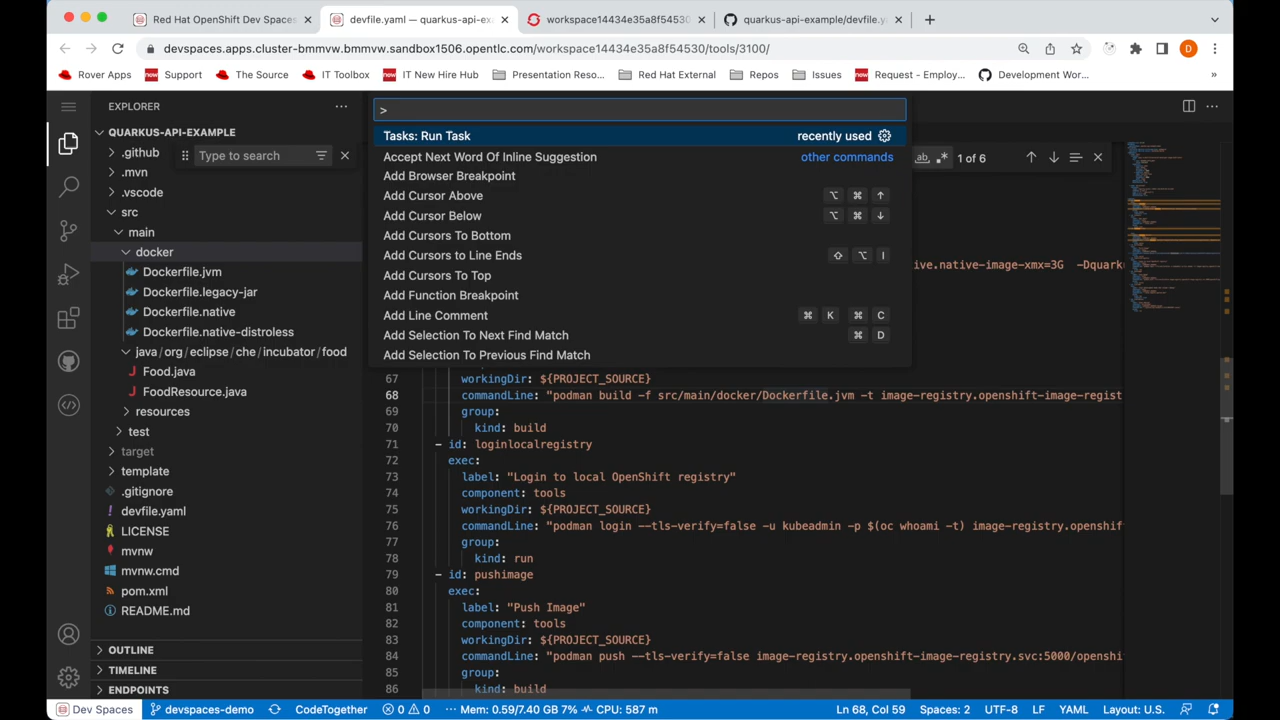 Red Hat OpenShift Dev Spaces
devfile.yaml — quarkus-api-exa
workspace14434e35a8f54530
quarkus-api-example/devfile.y
devspaces.apps.cluster-bmmvw.bmmvw.sandbox1506.opentlc.com/workspace14434e35a8f54530/tools/3100/
D
Rover Apps
Support
The Source
IT Toolbox
IT New Hire Hub
Presentation Reso...
Red Hat External
Repos
Issues
Request - Employ...
Development Wor...
»
EXPLORER
QUARKUS-API-EXAMPLE
.github
Type to search
.mvn
.vscode
src
main
docker
Dockerfile.jvm
Dockerfile.legacy-jar
Dockerfile.native
Dockerfile.native-distroless
java/org/eclipse/che/incubator/food
Food.java
FoodResource.java
resources
test
target
template
.gitignore
devfile.yaml
LICENSE
mvnw
mvnw.cmd
pom.xml
README.md
OUTLINE
TIMELINE
ENDPOINTS
>
Tasks: Run Task recently used
Accept Next Word Of Inline Suggestion other commands
Add Browser Breakpoint
Add Cursor Above ⌥ ⌘ ↑
Add Cursor Below ⌥ ⌘ ↓
Add Cursors To Bottom
Add Cursors to Line Ends ⇧ ⌥ I
Add Cursors To Top
Add Function Breakpoint
Add Line Comment ⌘ K ⌘ C
Add Selection To Next Find Match ⌘ D
Add Selection To Previous Find Match
ab .* 1 of 6
ive.native-image-xmx=3G -Dquark
67 workingDir: ${PROJECT_SOURCE}
68 commandLine: "podman build -f src/main/docker/Dockerfile.jvm -t image-registry.openshift-image-regist
69 group:
70 kind: build
71 - id: loginlocalregistry
72 exec:
73 label: "Login to local OpenShift registry"
74 component: tools
75 workingDir: ${PROJECT_SOURCE}
76 commandLine: "podman login --tls-verify=false -u kubeadmin -p $(oc whoami -t) image-registry.openshif
77 group:
78 kind: run
79 - id: pushimage
80 exec:
81 label: "Push Image"
82 component: tools
83 workingDir: ${PROJECT_SOURCE}
84 commandLine: "podman push --tls-verify=false image-registry.openshift-image-registry.svc:5000/openshi
85 group:
86 kind: build
Dev Spaces
devspaces-demo
CodeTogether
0 0
Mem: 0.59/7.40 GB 7% CPU: 587 m
Ln 68, Col 59
Spaces: 2
UTF-8
LF
YAML
Layout: U.S.